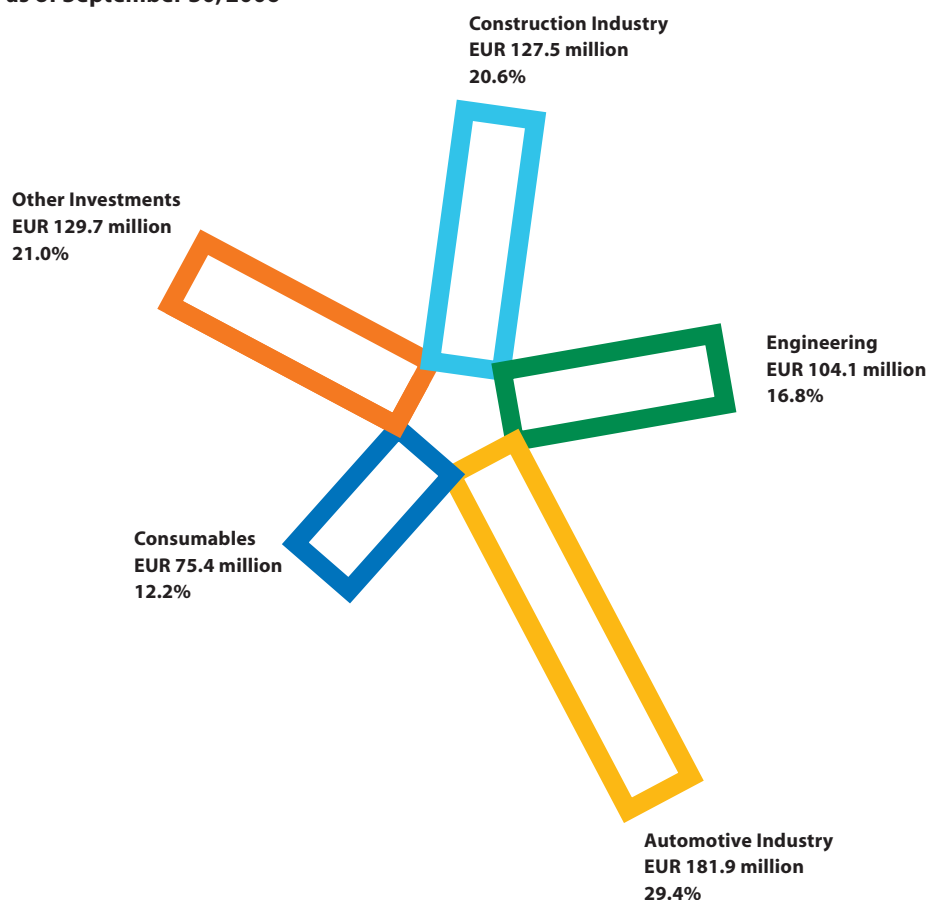 Construction Industry
EUR 127.5 million
20.6%
Other Investments
EUR 129.7 million
21.0%
Engineering
EUR 104.1 million
16.8%
Consumables
EUR 75.4 million
12.2%
Automotive Industry
EUR 181.9 million
29.4%